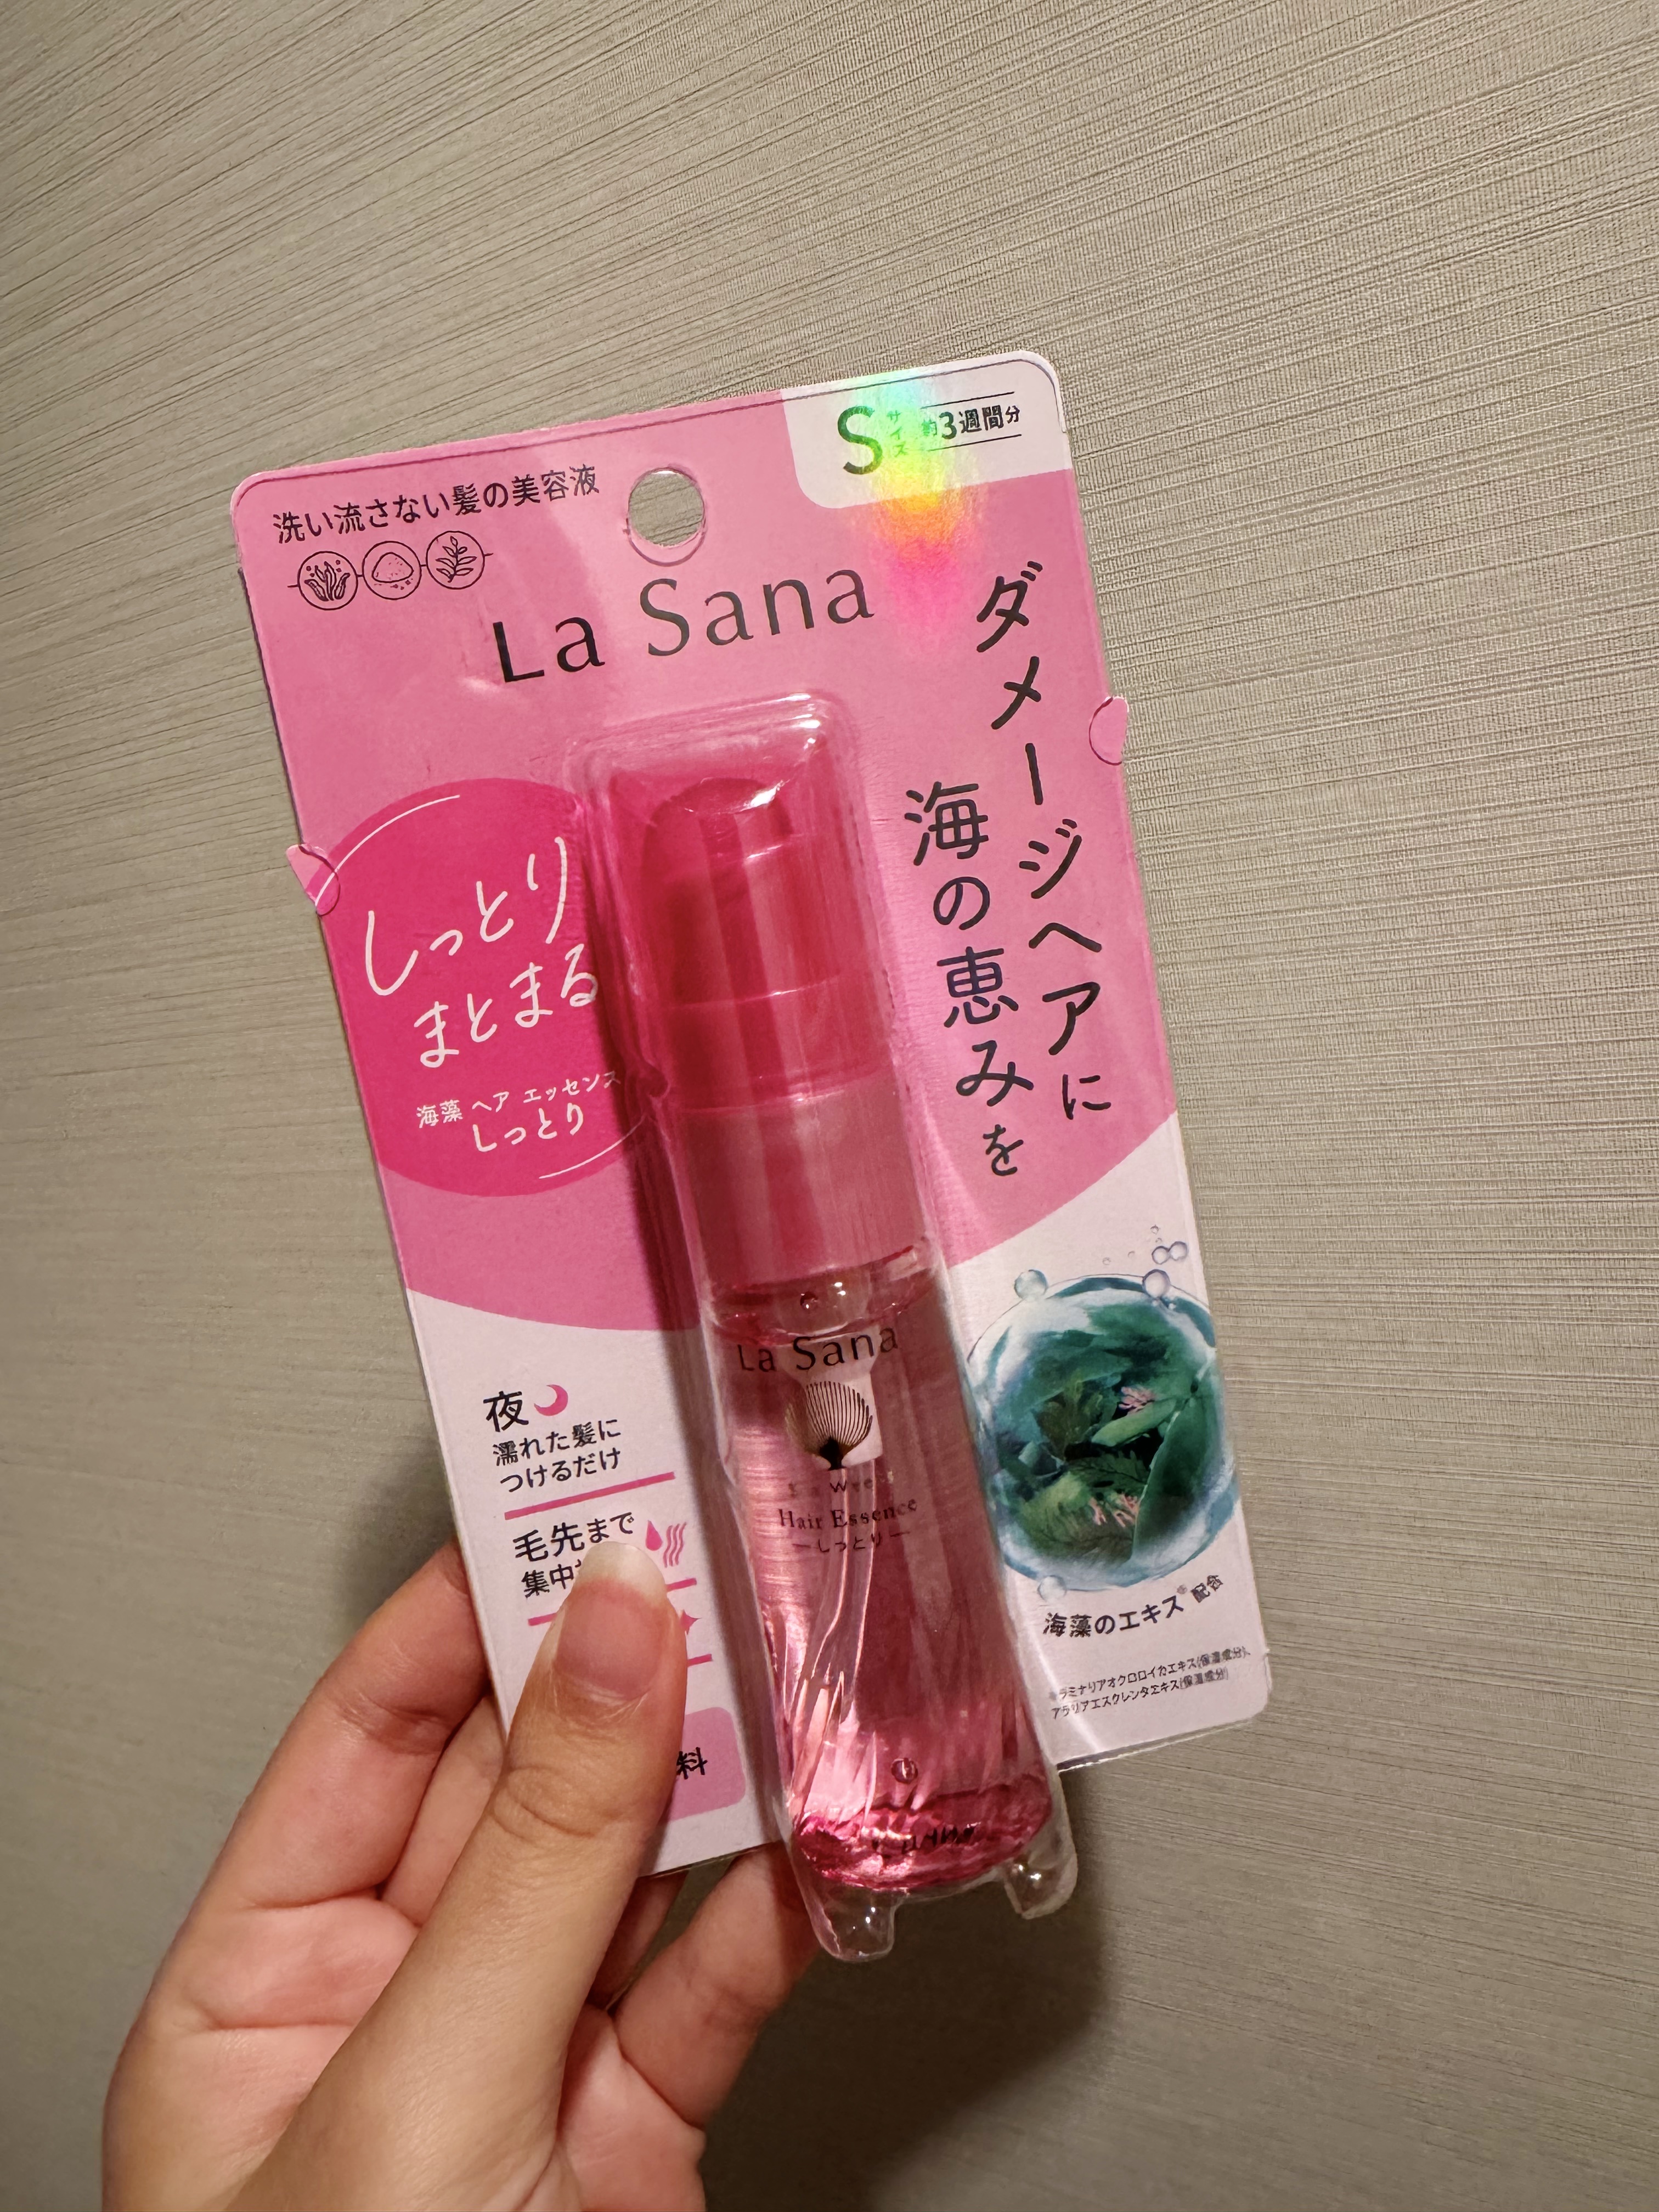 S サイズ 約3週間分
洗い流さない髪の美容液
La Sana
ダメージヘアに
海の恵みを
しっとり
まとまる
海藻 ヘア エッセンス
しっとり
La Sana
Sea Weed
Hair Essence
ーしっとりー
夜
濡れた髪に
つけるだけ
毛先まで
集中
料
海藻のエキス※配合
※ラミナリアオクロロイカエキス(保湿成分)、
アラリアエスクレンタエキス(保湿成分)